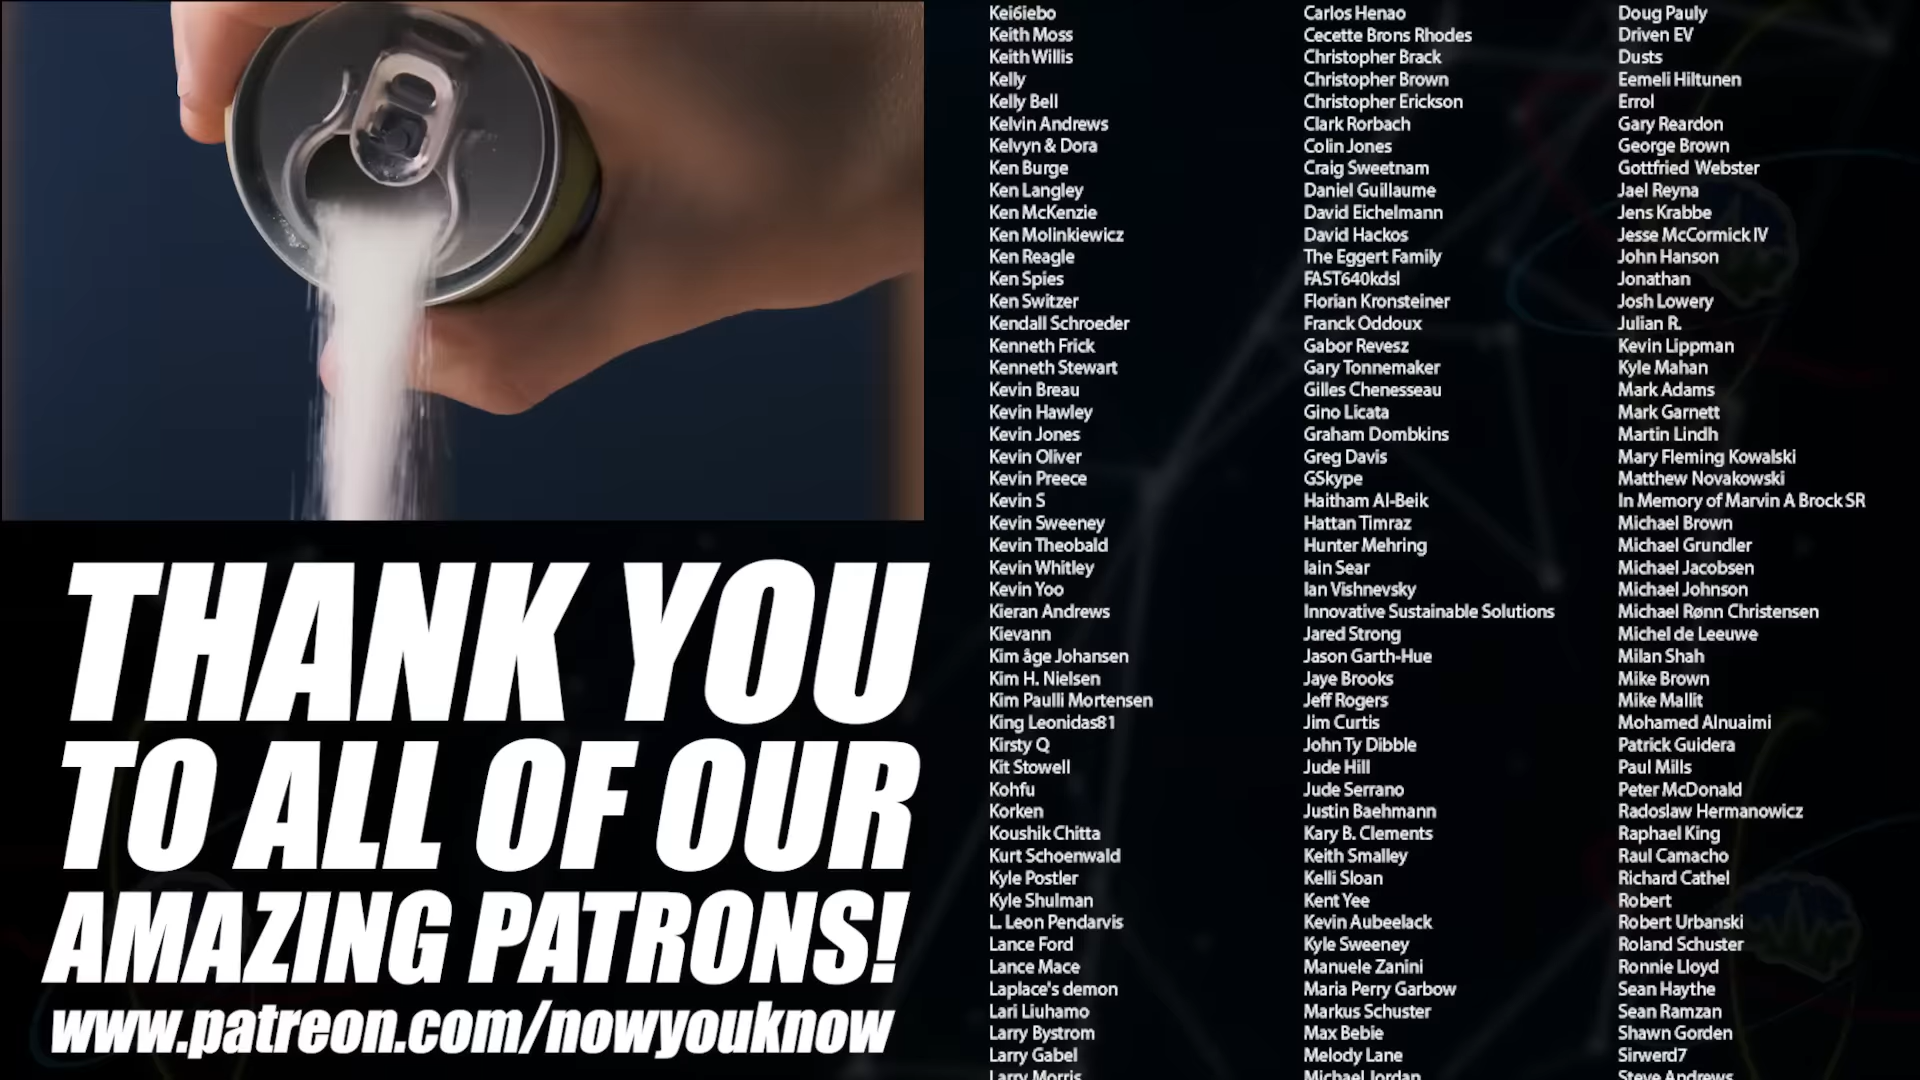 THANK YOU
TO ALL OF OUR
AMAZING PATRONS!
www.patreon.com/nowyouknow
Kei6iebo
Keith Moss
Keith Willis
Kelly
Kelly Bell
Kelvin Andrews
Kelvyn & Dora
Ken Burge
Ken Langley
Ken McKenzie
Ken Molinkiewicz
Ken Reagle
Ken Spies
Ken Switzer
Kendall Schroeder
Kenneth Frick
Kenneth Stewart
Kevin Breau
Kevin Hawley
Kevin Jones
Kevin Oliver
Kevin Preece
Kevin S
Kevin Sweeney
Kevin Theobald
Kevin Whitley
Kevin Yoo
Kieran Andrews
Kievann
Kim åge Johansen
Kim H. Nielsen
Kim Paulli Mortensen
King Leonidas81
Kirsty Q
Kit Stowell
Kohfu
Korken
Koushik Chitta
Kurt Schoenwald
Kyle Postler
Kyle Shulman
L. Leon Pendarvis
Lance Ford
Lance Mace
Laplace's demon
Lari Liuhamo
Larry Bystrom
Larry Gabel
Larry Morris
Carlos Henao
Cecette Brons Rhodes
Christopher Brack
Christopher Brown
Christopher Erickson
Clark Rorbach
Colin Jones
Craig Sweetnam
Daniel Guillaume
David Eichelmann
David Hackos
The Eggert Family
FAST640kdsl
Florian Kronsteiner
Franck Oddoux
Gabor Revesz
Gary Tonnemaker
Gilles Chenesseau
Gino Licata
Graham Dombkins
Greg Davis
GSkype
Haitham Al-Beik
Hattan Timraz
Hunter Mehring
Iain Sear
Ian Vishnevsky
Innovative Sustainable Solutions
Jared Strong
Jason Garth-Hue
Jaye Brooks
Jeff Rogers
Jim Curtis
John Ty Dibble
Jude Hill
Jude Serrano
Justin Baehmann
Kary B. Clements
Keith Smalley
Kelli Sloan
Kent Yee
Kevin Aubeelack
Kyle Sweeney
Manuele Zanini
Maria Perry Garbow
Markus Schuster
Max Bebie
Melody Lane
Michael Jordan
Doug Pauly
Driven EV
Dusts
Eemeli Hiltunen
Errol
Gary Reardon
George Brown
Gottfried Webster
Jael Reyna
Jens Krabbe
Jesse McCormick IV
John Hanson
Jonathan
Josh Lowery
Julian R.
Kevin Lippman
Kyle Mahan
Mark Adams
Mark Garnett
Martin Lindh
Mary Fleming Kowalski
Matthew Novakowski
In Memory of Marvin A Brock SR
Michael Brown
Michael Grundler
Michael Jacobsen
Michael Johnson
Michael Rønn Christensen
Michel de Leeuwe
Milan Shah
Mike Brown
Mike Mallit
Mohamed Alnuaimi
Patrick Guidera
Paul Mills
Peter McDonald
Radoslaw Hermanowicz
Raphael King
Raul Camacho
Richard Cathel
Robert
Robert Urbanski
Roland Schuster
Ronnie Lloyd
Sean Haythe
Sean Ramzan
Shawn Gorden
Sirwerd7
Steve Andrews